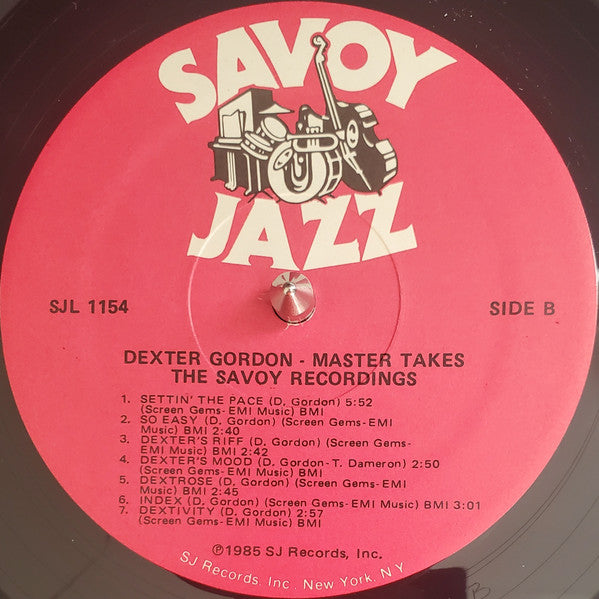 SAVOY
JAZZ
SJL 1154
SIDE B
DEXTER GORDON - MASTER TAKES
THE SAVOY RECORDINGS
1. SETTIN' THE PACE (D. Gordon) 5:52
(Screen Gems-EMI Music) BMI
2. SO EASY (D. Gordon) (Screen Gems-EMI
Music) BMI 2:40
3. DEXTER'S RIFF (D. Gordon) (Screen Gems-
EMI Music) BMI 2:42
4. DEXTER'S MOOD (D. Gordon-T. Dameron) 2:50
(Screen Gems-EMI Music) BMI
5. DEXTROSE (D. Gordon) (Screen Gems-EMI
Music) BMI 2:45
6. INDEX (D. Gordon) (Screen Gems-EMI Music) BMI 3:01
7. DEXTIVITY (D. Gordon) 2:57
(Screen Gems-EMI Music) BMI
℗1985 SJ Records, Inc.
SJ Records, Inc. New York, N.Y.